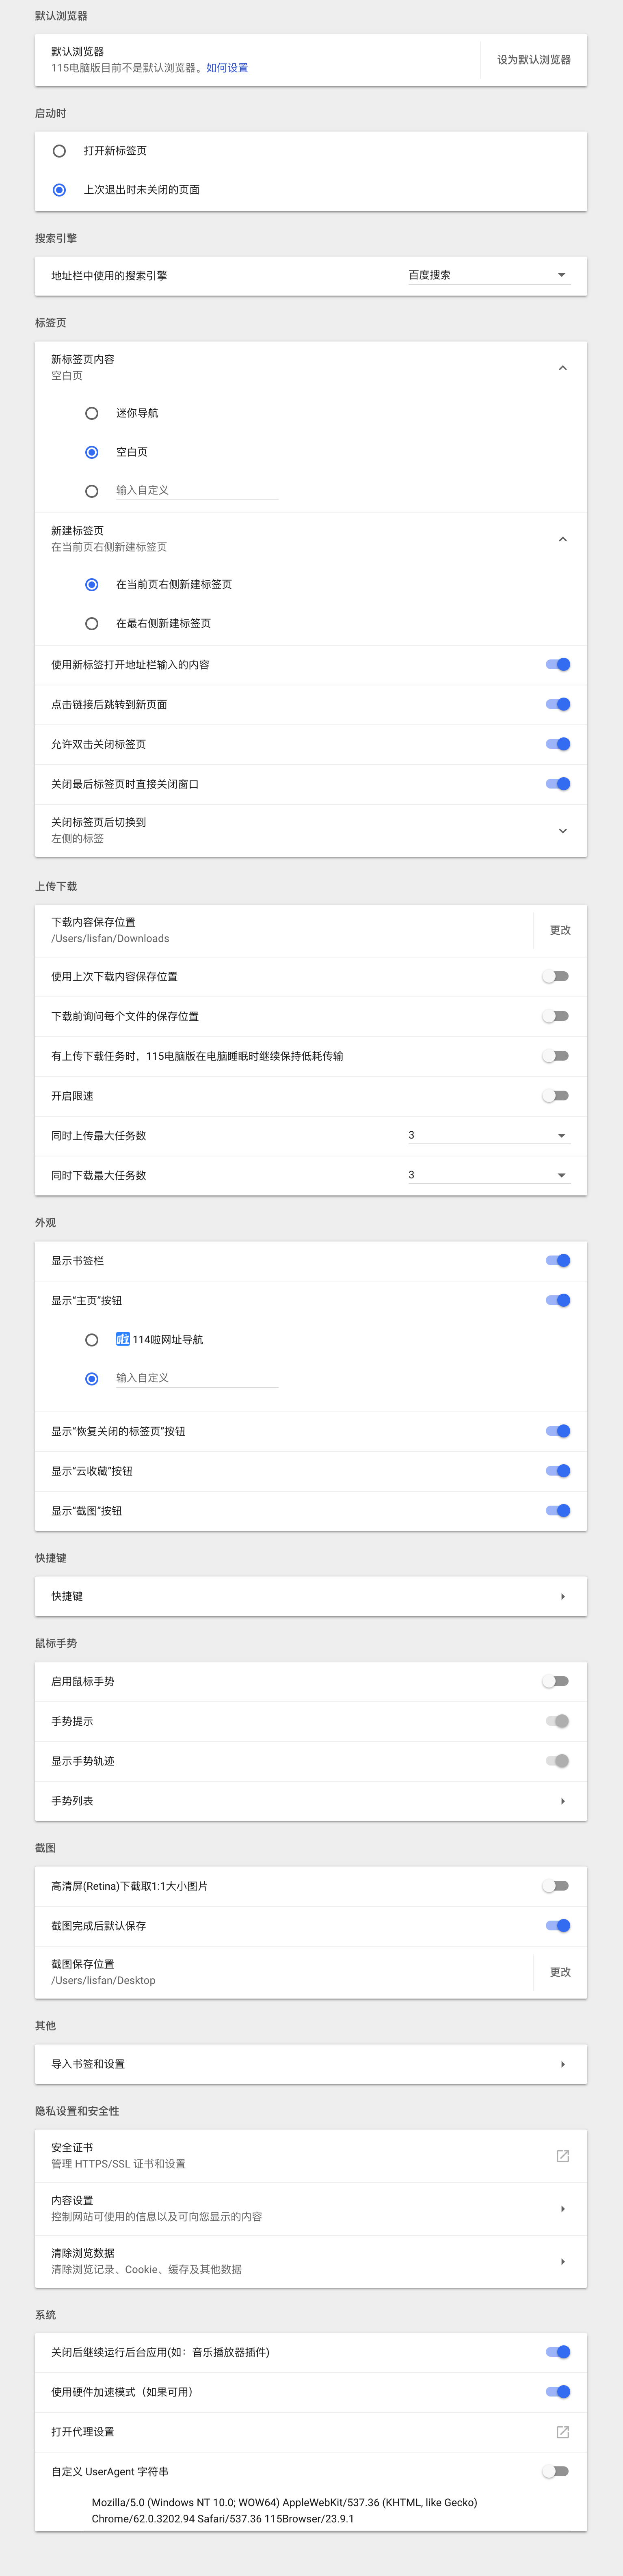 默认浏览器
默认浏览器
115电脑版目前不是默认浏览器。如何设置
设为默认浏览器
启动时
打开新标签页
上次退出时未关闭的页面
搜索引擎
地址栏中使用的搜索引擎
百度搜索
标签页
新标签页内容
空白页
迷你导航
空白页
输入自定义
新建标签页
在当前页右侧新建标签页
在当前页右侧新建标签页
在最右侧新建标签页
使用新标签打开地址栏输入的内容
点击链接后跳转到新页面
允许双击关闭标签页
关闭最后标签页时直接关闭窗口
关闭标签页后切换到
左侧的标签
上传下载
下载内容保存位置
/Users/lisfan/Downloads
更改
使用上次下载内容保存位置
下载前询问每个文件的保存位置
有上传下载任务时，115电脑版在电脑睡眠时继续保持低耗传输
开启限速
同时上传最大任务数
3
同时下载最大任务数
3
外观
显示书签栏
显示“主页”按钮
啦 114啦网址导航
输入自定义
显示“恢复关闭的标签页”按钮
显示“云收藏”按钮
显示“截图”按钮
快捷键
快捷键
鼠标手势
启用鼠标手势
手势提示
显示手势轨迹
手势列表
截图
高清屏(Retina)下截取1:1大小图片
截图完成后默认保存
截图保存位置
/Users/lisfan/Desktop
更改
其他
导入书签和设置
隐私设置和安全性
安全证书
管理 HTTPS/SSL 证书和设置
内容设置
控制网站可使用的信息以及可向您显示的内容
清除浏览数据
清除浏览记录、Cookie、缓存及其他数据
系统
关闭后继续运行后台应用(如：音乐播放器插件)
使用硬件加速模式（如果可用）
打开代理设置
自定义 UserAgent 字符串
Mozilla/5.0 (Windows NT 10.0; WOW64) AppleWebKit/537.36 (KHTML, like Gecko)
Chrome/62.0.3202.94 Safari/537.36 115Browser/23.9.1